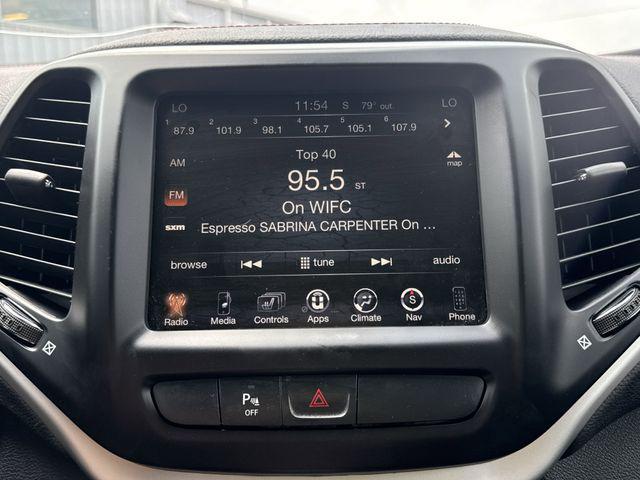 LO 11:54 S 79° out. LO
1 87.9 2 101.9 3 98.1 4 104.7 5 105.1 6 107.9
AM Top 40 map
FM 95.5 ST
On WIFC
sxm Espresso SABRINA CARPENTER On ...
browse tune audio
Radio Media Controls Apps Climate Nav Phone
S
P
OFF